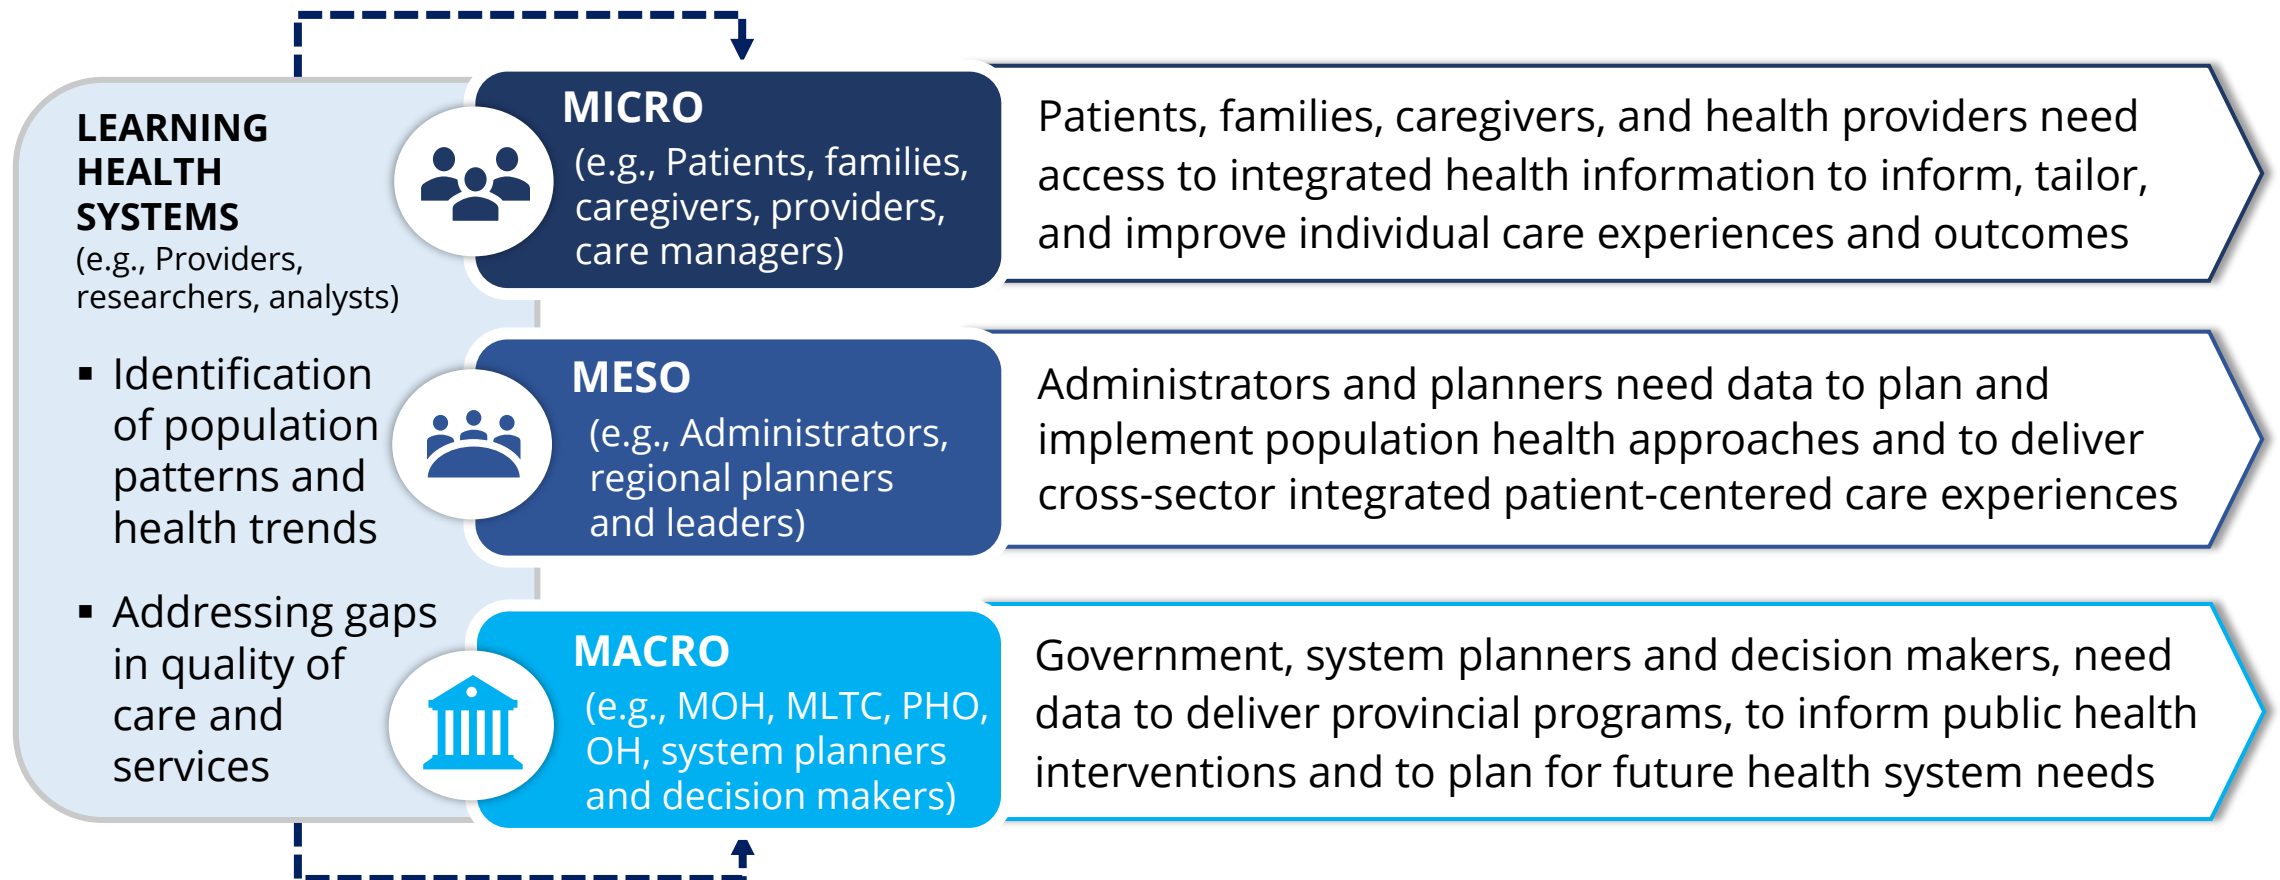 LEARNING
HEALTH
SYSTEMS
(e.g., Providers,
researchers, analysts)
▪ Identification
of population
patterns and
health trends
▪ Addressing gaps
in quality of
care and
services
MICRO
(e.g., Patients, families,
caregivers, providers,
care managers)
Patients, families, caregivers, and health providers need
access to integrated health information to inform, tailor,
and improve individual care experiences and outcomes
MESO
(e.g., Administrators,
regional planners
and leaders)
Administrators and planners need data to plan and
implement population health approaches and to deliver
cross-sector integrated patient-centered care experiences
MACRO
(e.g., MOH, MLTC, PHO,
OH, system planners
and decision makers)
Government, system planners and decision makers, need
data to deliver provincial programs, to inform public health
interventions and to plan for future health system needs